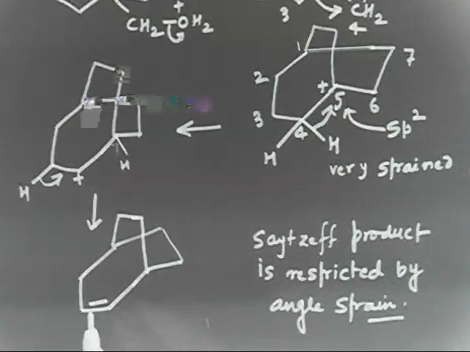 +
CH2 OH2
3 CH2
1 7
2
+
5 6
3
4
sp2
H H
very strained
H
H +
Saytzeff product
is restricted by
angle strain.